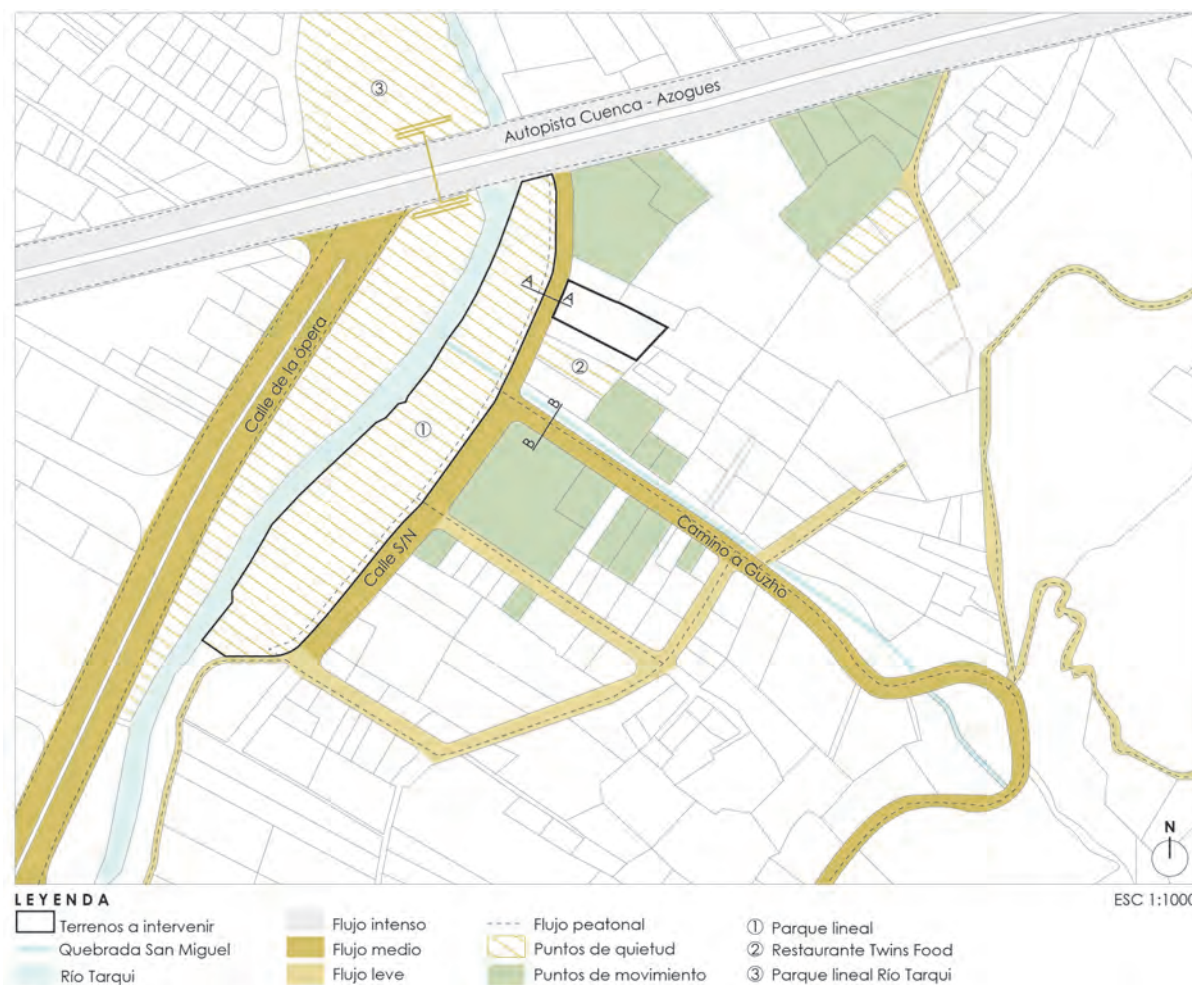 ③
Autopista Cuenca - Azogues
Calle de la ópera
A
A
②
①
B
B
Camino a Guzho
Calle S/N
N
LEYENDA
ESC 1:1000
Terrenos a intervenir
Quebrada San Miguel
Río Tarqui
Flujo intenso
Flujo medio
Flujo leve
Flujo peatonal
Puntos de quietud
Puntos de movimiento
① Parque lineal
② Restaurante Twins Food
③ Parque lineal Río Tarqui